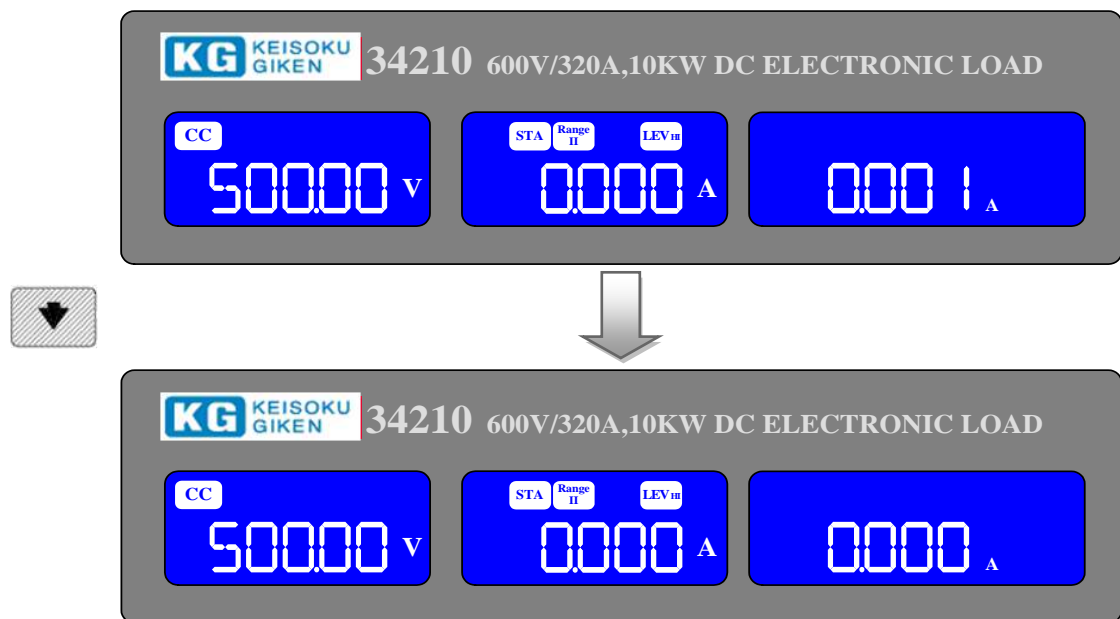 KG KEISOKU GIKEN 34210 600V/320A,10KW DC ELECTRONIC LOAD
CC STA Range II LEV HI
500.00 V 0.000 A 0.001 A
KG KEISOKU GIKEN 34210 600V/320A,10KW DC ELECTRONIC LOAD
CC STA Range II LEV HI
500.00 V 0.000 A 0.000 A